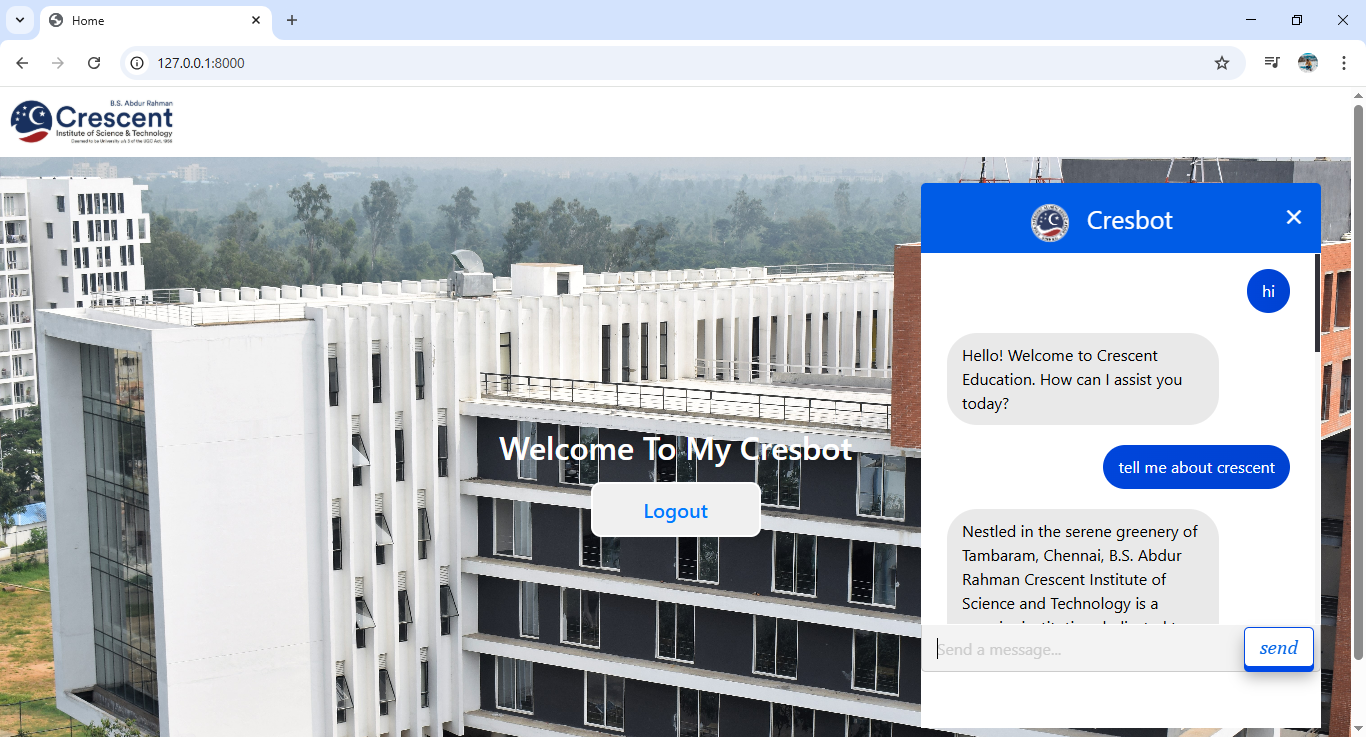 Home
127.0.0.1:8000
B.S. Abdur Rahman
Crescent
Institute of Science & Technology
Deemed to be University u/s 3 of the UGC Act, 1956
Welcome To My Cresbot
Logout
Cresbot
hi
Hello! Welcome to Crescent
Education. How can I assist you
today?
tell me about crescent
Nestled in the serene greenery of
Tambaram, Chennai, B.S. Abdur
Rahman Crescent Institute of
Science and Technology is a
Send a message...
send